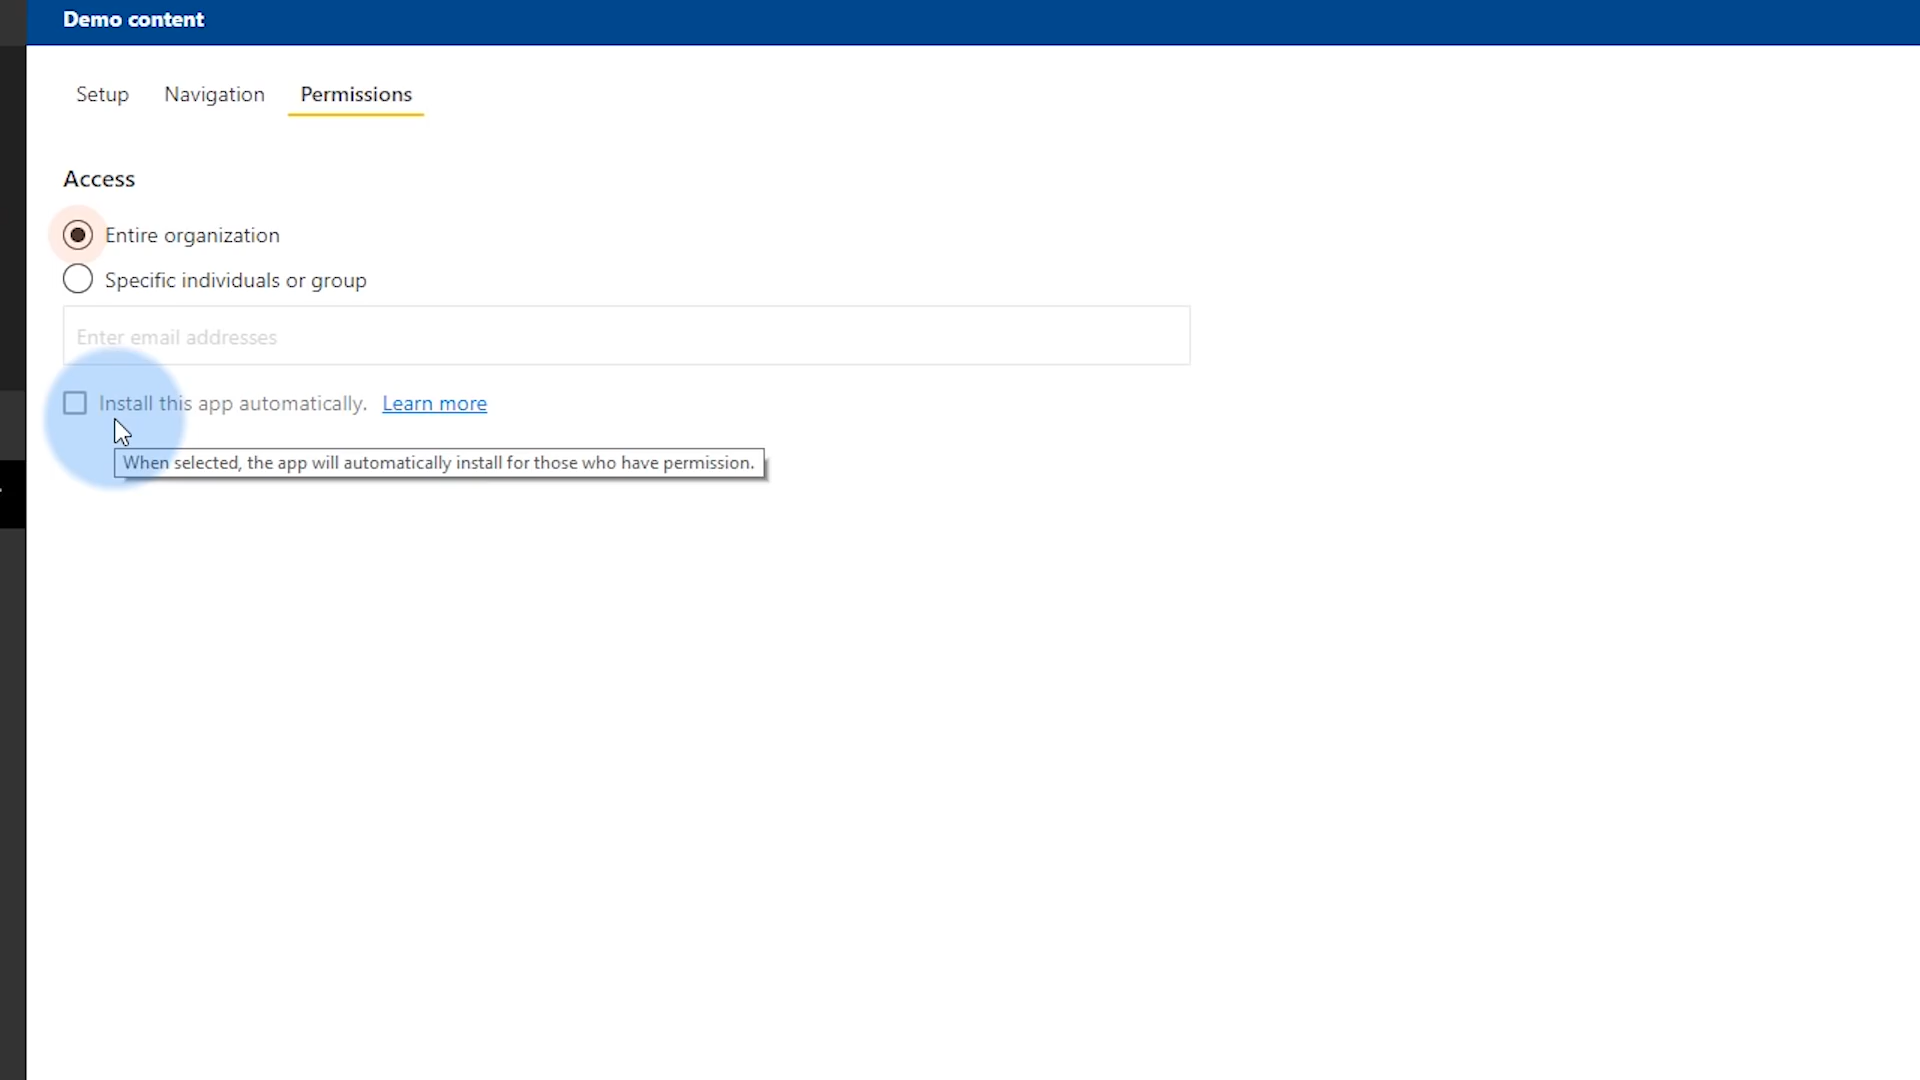 Demo content
Setup Navigation Permissions
Access
Entire organization
Specific individuals or group
Enter email addresses
Install this app automatically. Learn more
When selected, the app will automatically install for those who have permission.